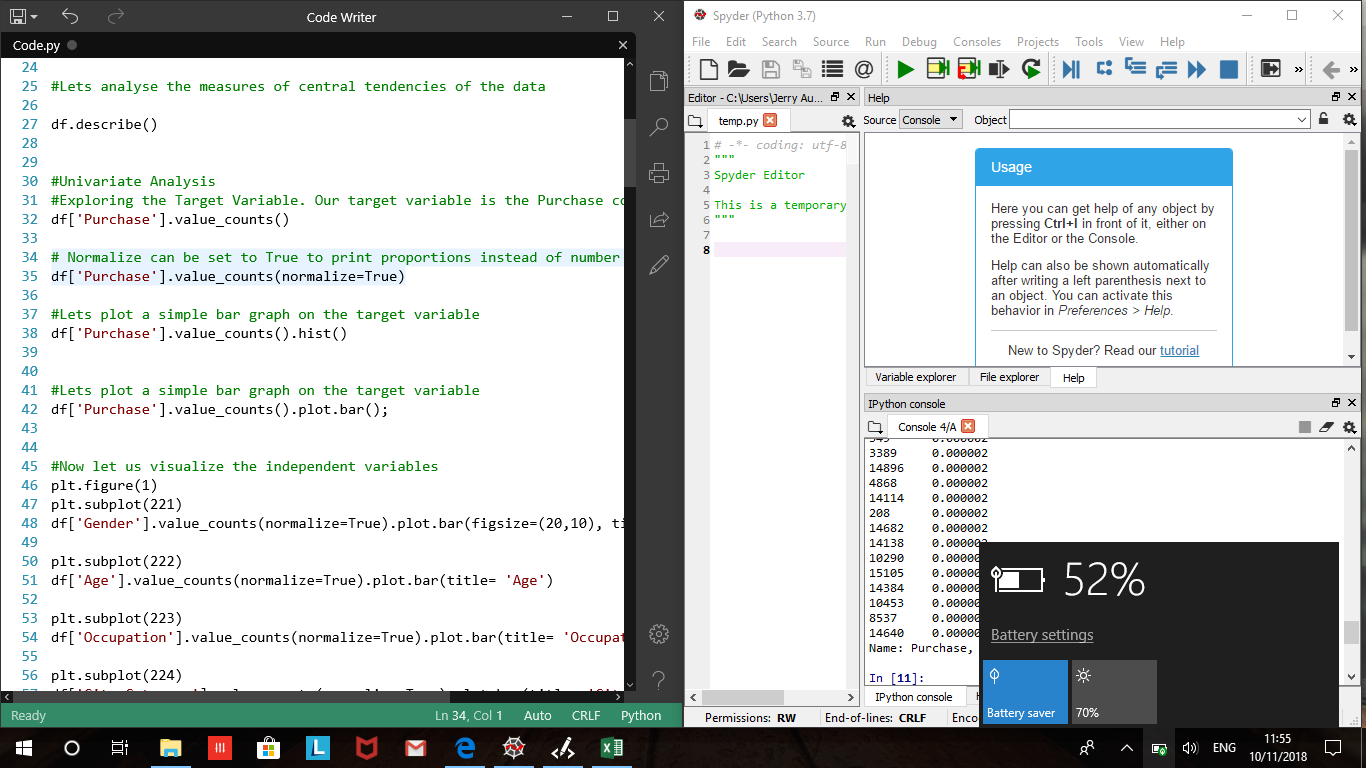 Code Writer
Code.py
24
25 #Lets analyse the measures of central tendencies of the data
26
27 df.describe()
28
29
30 #Univariate Analysis
31 #Exploring the Target Variable. Our target variable is the Purchase co
32 df['Purchase'].value_counts()
33
34 # Normalize can be set to True to print proportions instead of number
35 df['Purchase'].value_counts(normalize=True)
36
37 #Lets plot a simple bar graph on the target variable
38 df['Purchase'].value_counts().hist()
39
40
41 #Lets plot a simple bar graph on the target variable
42 df['Purchase'].value_counts().plot.bar();
43
44
45 #Now let us visualize the independent variables
46 plt.figure(1)
47 plt.subplot(221)
48 df['Gender'].value_counts(normalize=True).plot.bar(figsize=(20,10), ti
49
50 plt.subplot(222)
51 df['Age'].value_counts(normalize=True).plot.bar(title= 'Age')
52
53 plt.subplot(223)
54 df['Occupation'].value_counts(normalize=True).plot.bar(title= 'Occupat
55
56 plt.subplot(224)
Ready Ln 34, Col 1 Auto CRLF Python
Spyder (Python 3.7)
File Edit Search Source Run Debug Consoles Projects Tools View Help
Editor - C:\Users\Jerry Au...
temp.py
1 # -*- coding: utf-8
2 """
3 Spyder Editor
4
5 This is a temporary
6 """
7
8
Help
Source Console Object
Usage
Here you can get help of any object by
pressing Ctrl+I in front of it, either on
the Editor or the Console.
Help can also be shown automatically
after writing a left parenthesis next to
an object. You can activate this
behavior in Preferences > Help.
New to Spyder? Read our tutorial
Variable explorer File explorer Help
IPython console
Console 4/A
3389 0.000002
14896 0.000002
4868 0.000002
14114 0.000002
208 0.000002
14682 0.000002
14138 0.000002
10290 0.00000
15105 0.00000
14384 0.00000
10453 0.00000
8537 0.00000
14640 0.00000
Name: Purchase,
In [11]:
IPython console
Permissions: RW End-of-lines: CRLF Enco
52%
Battery settings
Battery saver
70%
ENG
11:55
10/11/2018